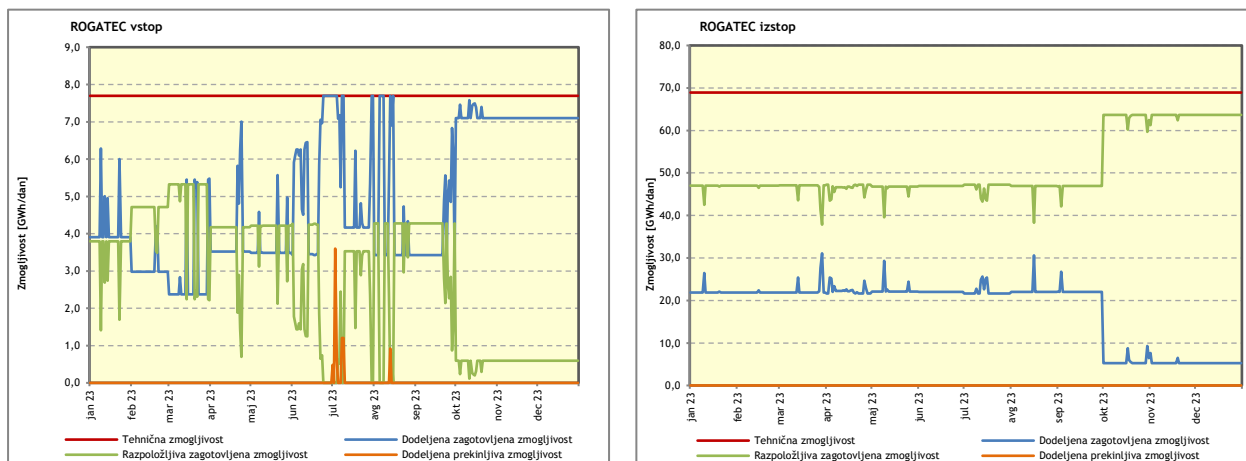 ROGATEC vstop
9,0
8,0
7,0
6,0
5,0
4,0
3,0
2,0
1,0
0,0
Zmogljivost [GWh/dan]
jan 23
feb 23
mar 23
apr 23
maj 23
jun 23
jul 23
avg 23
sep 23
okt 23
nov 23
dec 23
Tehnična zmogljivost
Dodeljena zagotovljena zmogljivost
Razpoložljiva zagotovljena zmogljivost
Dodeljena prekinljiva zmogljivost
ROGATEC izstop
80,0
70,0
60,0
50,0
40,0
30,0
20,0
10,0
0,0
Zmogljivost [GWh/dan]
jan 23
feb 23
mar 23
apr 23
maj 23
jun 23
jul 23
avg 23
sep 23
okt 23
nov 23
dec 23
Tehnična zmogljivost
Dodeljena zagotovljena zmogljivost
Razpoložljiva zagotovljena zmogljivost
Dodeljena prekinljiva zmogljivost